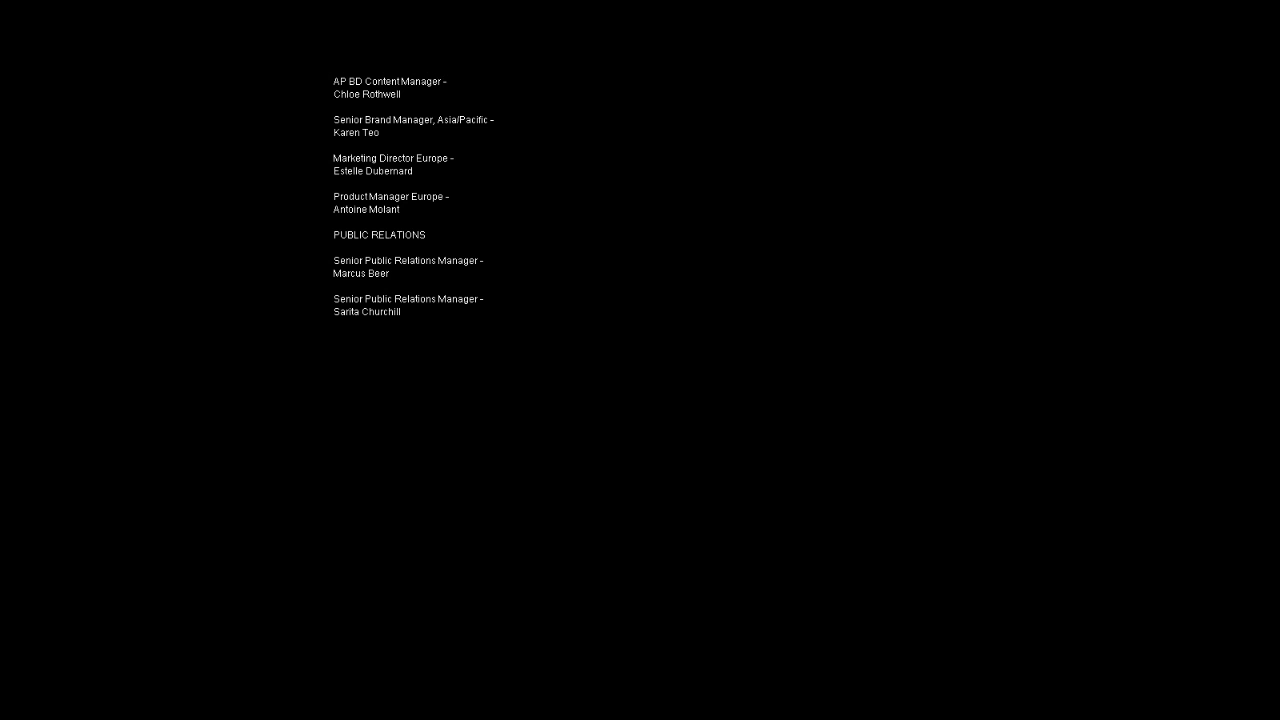 AP BD Content Manager -
Chloe Rothwell
Senior Brand Manager, Asia/Pacific -
Karen Teo
Marketing Director Europe -
Estelle Dubernard
Product Manager Europe -
Antoine Molant
PUBLIC RELATIONS
Senior Public Relations Manager -
Marcus Beer
Senior Public Relations Manager -
Sarita Churchill